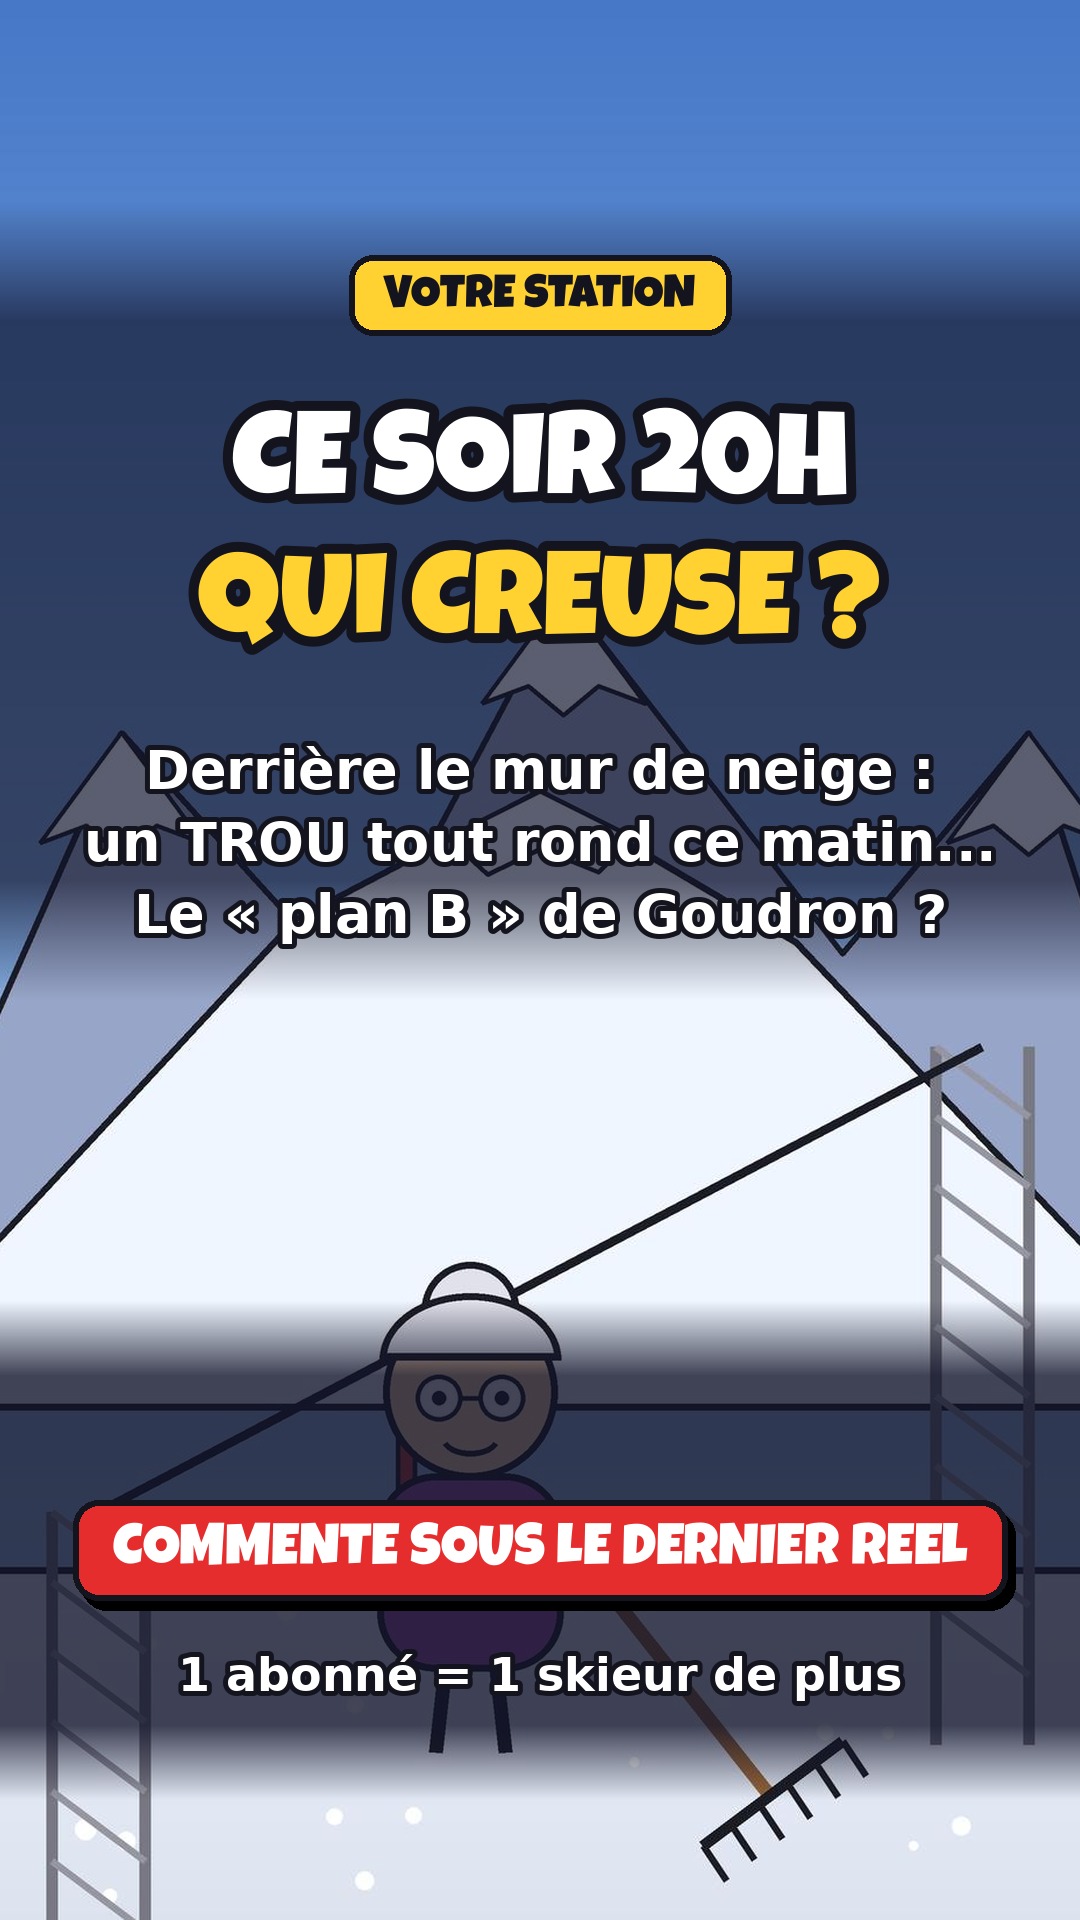 VOTRE STATION
CE SOIR 20H
QUI CREUSE ?
Derrière le mur de neige :
un TROU tout rond ce matin...
Le « plan B » de Goudron ?
COMMENTE SOUS LE DERNIER REEL
1 abonné = 1 skieur de plus